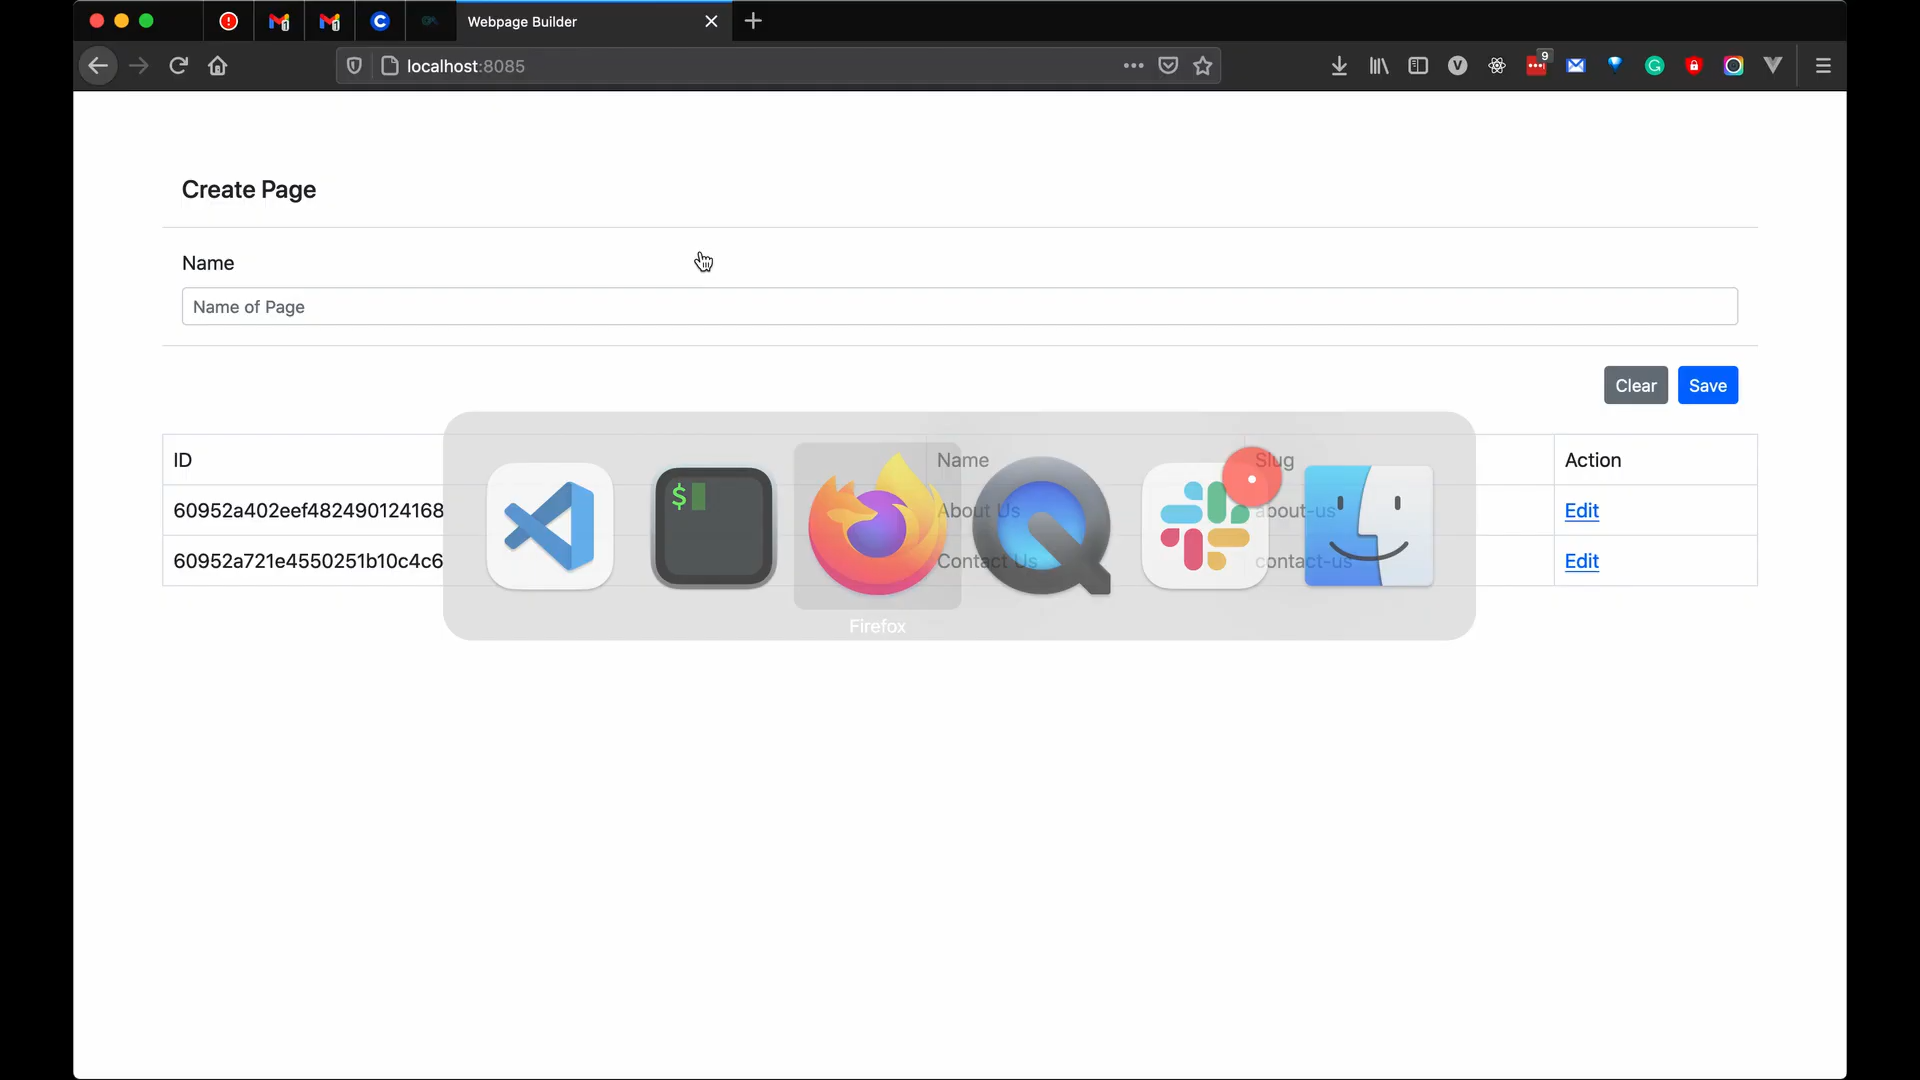 Webpage Builder
localhost:8085
9
Create Page
Name
Name of Page
Clear
Save
ID
Name
Slug
Action
60952a402eef482490124168
About Us
about-us
Edit
60952a721e4550251b10c4c6
Contact Us
contact-us
Edit
$
Firefox